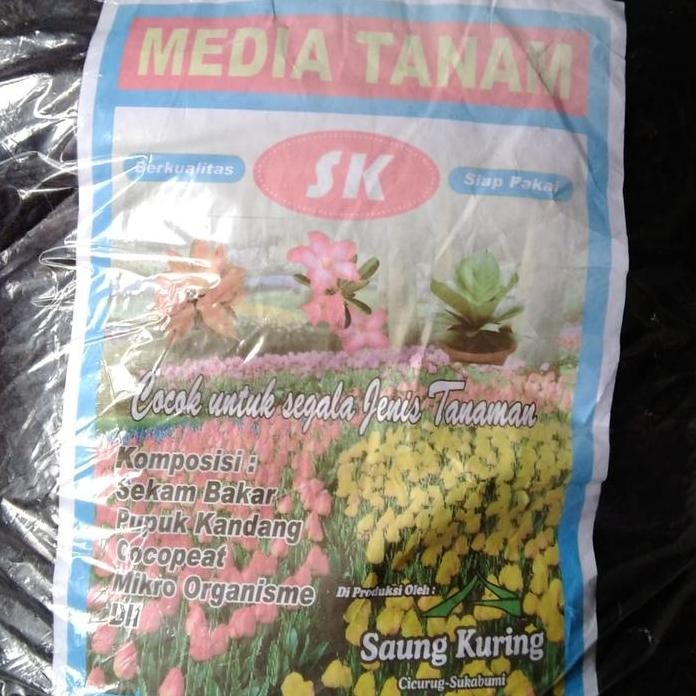 MEDIA TANAM
Berkualitas
SK
Siap Pakai
Cocok untuk segala Jenis Tanaman
Komposisi :
Sekam Bakar
Pupuk Kandang
Cocopeat
Mikro Organisme
Dll
Di Produksi Oleh :
Saung Kuring
Cicurug-Sukabumi